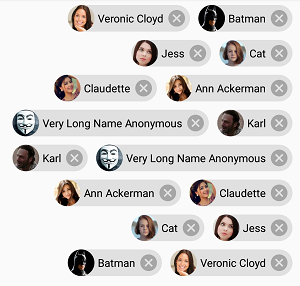 Veronic Cloyd Batman
Jess Cat
Claudette Ann Ackerman
Very Long Name Anonymous Karl
Karl Very Long Name Anonymous
Ann Ackerman Claudette
Cat Jess
Batman Veronic Cloyd